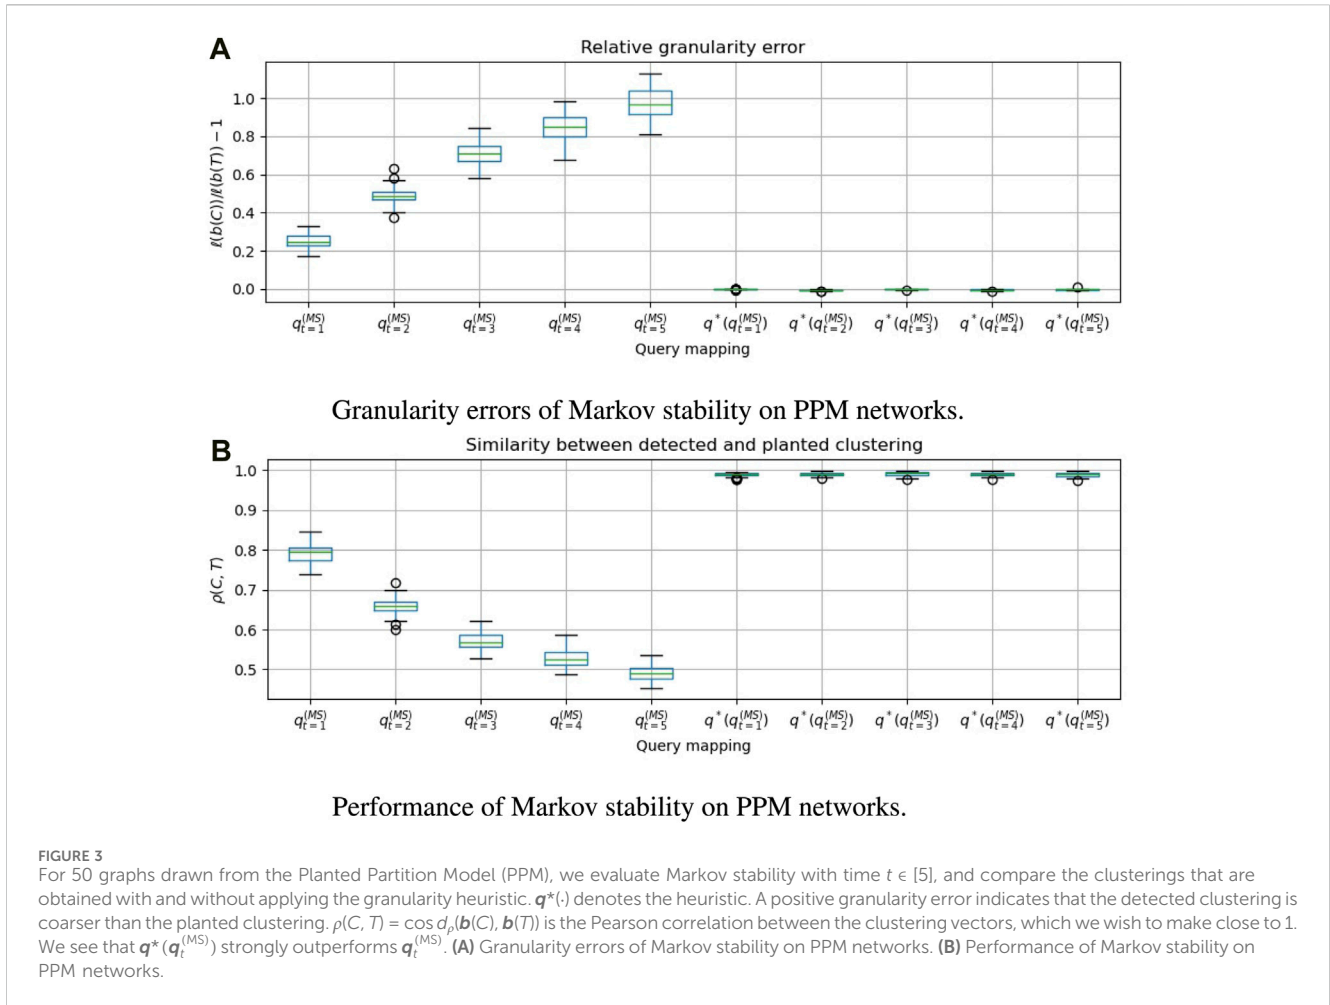 A
Relative granularity error
ℓ(b(C))/ℓ(b(T)) − 1
1.0
0.8
0.6
0.4
0.2
0.0
q_{t=1}^{(MS)} q_{t=2}^{(MS)} q_{t=3}^{(MS)} q_{t=4}^{(MS)} q_{t=5}^{(MS)} q*(q_{t=1}^{(MS)}) q*(q_{t=2}^{(MS)}) q*(q_{t=3}^{(MS)}) q*(q_{t=4}^{(MS)}) q*(q_{t=5}^{(MS)})
Query mapping
Granularity errors of Markov stability on PPM networks.
B
Similarity between detected and planted clustering
ρ(C, T)
1.0
0.9
0.8
0.7
0.6
0.5
q_{t=1}^{(MS)} q_{t=2}^{(MS)} q_{t=3}^{(MS)} q_{t=4}^{(MS)} q_{t=5}^{(MS)} q*(q_{t=1}^{(MS)}) q*(q_{t=2}^{(MS)}) q*(q_{t=3}^{(MS)}) q*(q_{t=4}^{(MS)}) q*(q_{t=5}^{(MS)})
Query mapping
Performance of Markov stability on PPM networks.
FIGURE 3
For 50 graphs drawn from the Planted Partition Model (PPM), we evaluate Markov stability with time t ϵ [5], and compare the clusterings that are
obtained with and without applying the granularity heuristic. q*(·) denotes the heuristic. A positive granularity error indicates that the detected clustering is
coarser than the planted clustering. ρ(C, T) = cos d_ρ(b(C), b(T)) is the Pearson correlation between the clustering vectors, which we wish to make close to 1.
We see that q*(q_t^{(MS)}) strongly outperforms q_t^{(MS)}. (A) Granularity errors of Markov stability on PPM networks. (B) Performance of Markov stability on
PPM networks.